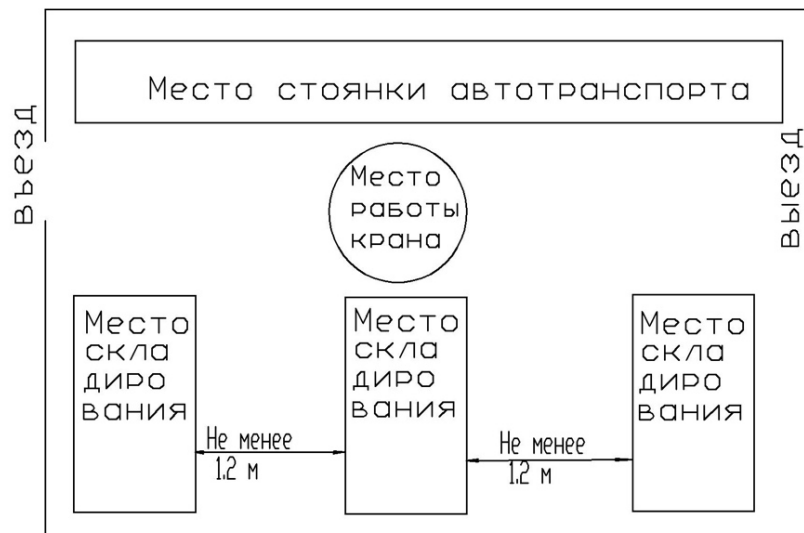 Место стоянки автотранспорта
въезд
выезд
Место
работы
крана
Место
скла
диро
вания
Место
скла
диро
вания
Место
скла
диро
вания
Не менее
1.2 м
Не менее
1.2 м